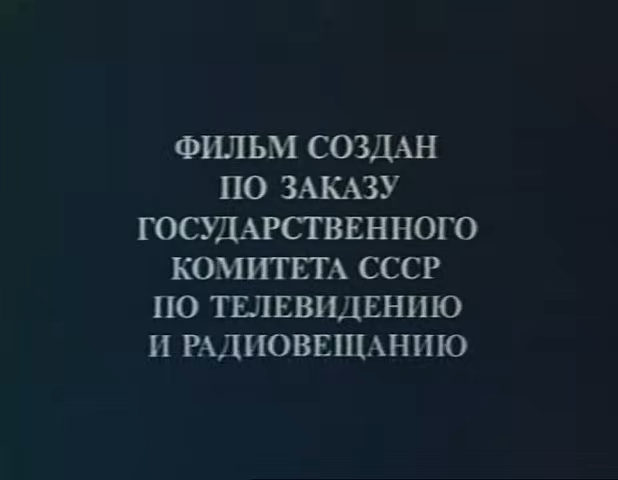 ФИЛЬМ СОЗДАН
ПО ЗАКАЗУ
ГОСУДАРСТВЕННОГО
КОМИТЕТА СССР
ПО ТЕЛЕВИДЕНИЮ
И РАДИОВЕЩАНИЮ